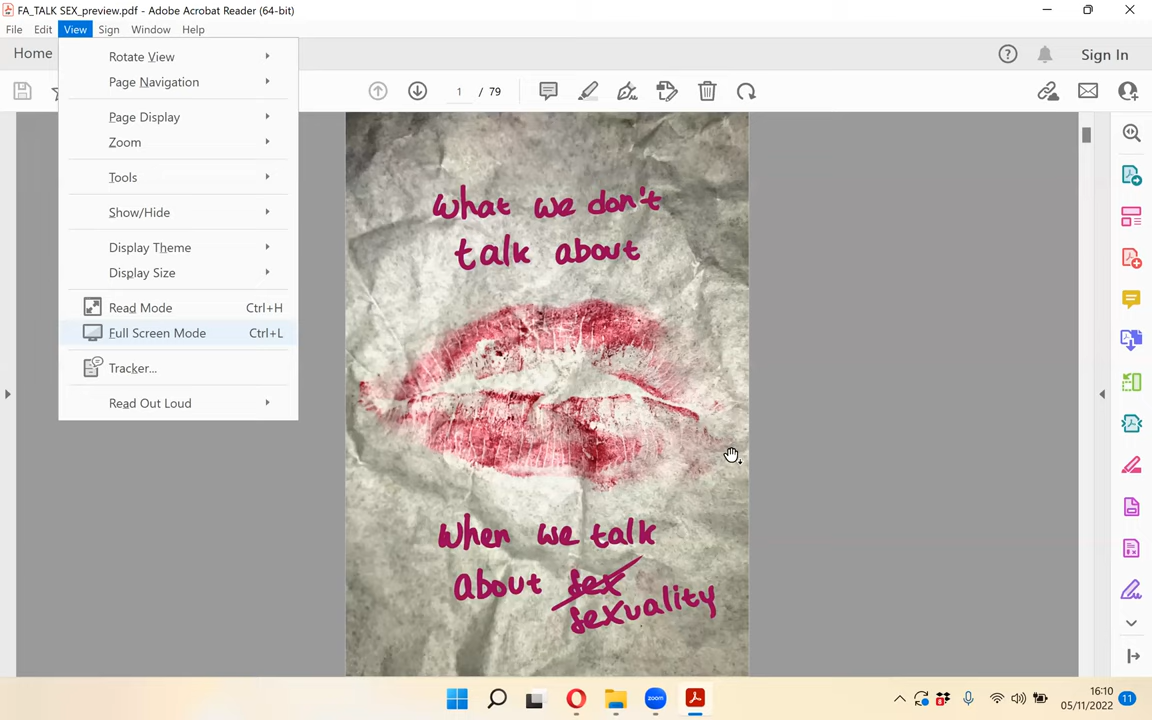 FA_TALK SEX_preview.pdf - Adobe Acrobat Reader (64-bit)
File Edit View Sign Window Help
Home
Sign In
Rotate View
Page Navigation
Page Display
Zoom
Tools
Show/Hide
Display Theme
Display Size
Read Mode Ctrl+H
Full Screen Mode Ctrl+L
Tracker...
Read Out Loud
1 / 79
what we don't
talk about
when we talk
about sex
sexuality
16:10
05/11/2022
11